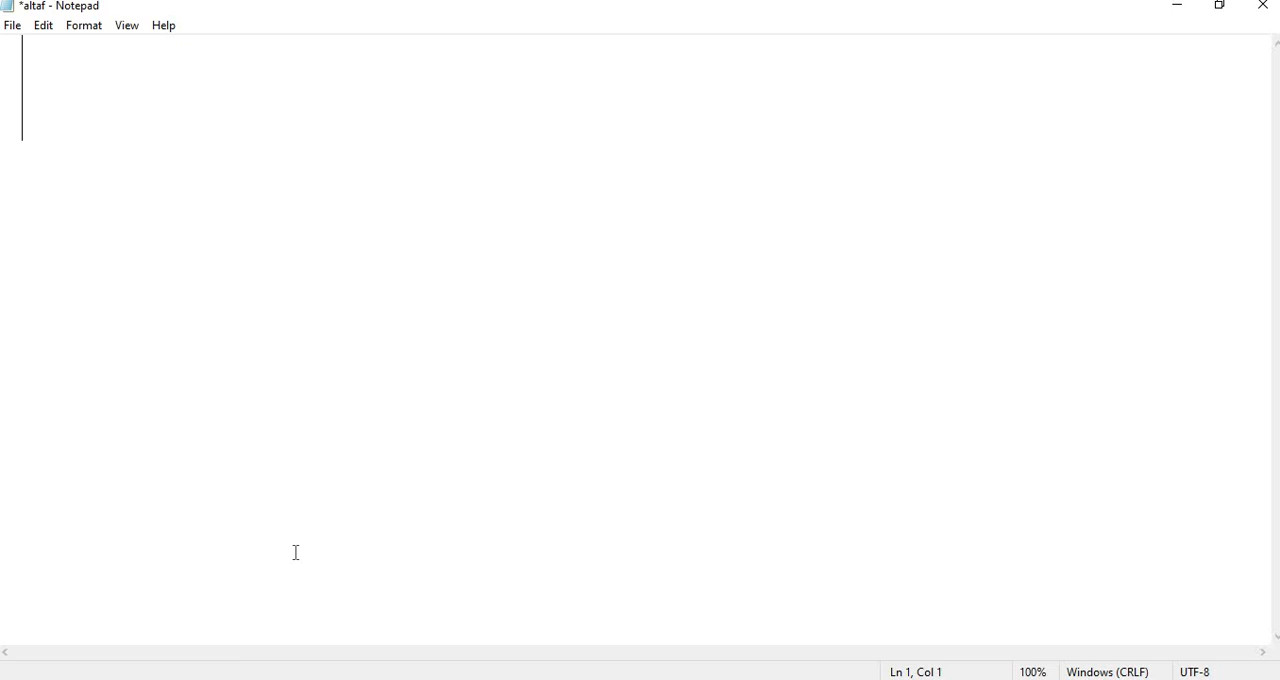 *altaf - Notepad
File Edit Format View Help
Ln 1, Col 1 100% Windows (CRLF) UTF-8